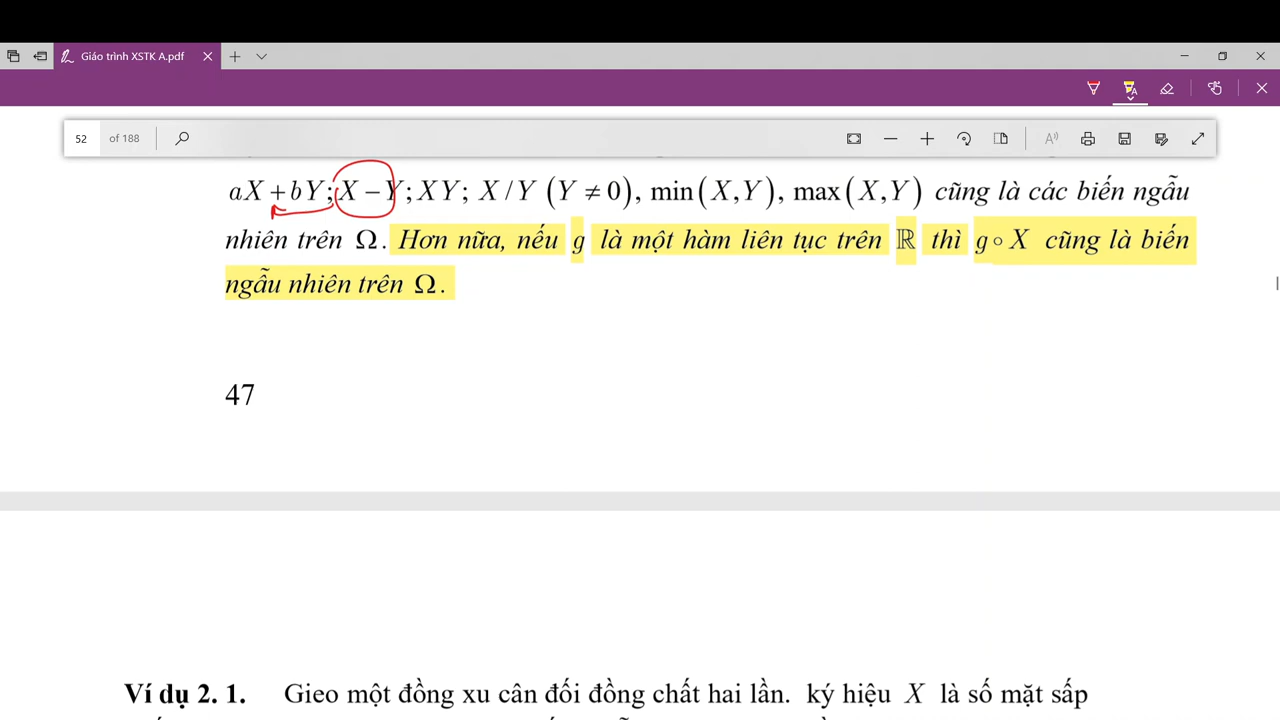 Giáo trình XSTK A.pdf
52 of 188
aX + bY; X − Y; XY; X / Y (Y ≠ 0), min(X, Y), max(X, Y) cũng là các biến ngẫu
nhiên trên Ω. Hơn nữa, nếu g là một hàm liên tục trên ℝ thì g∘X cũng là biến
ngẫu nhiên trên Ω.
47
Ví dụ 2. 1. Gieo một đồng xu cân đối đồng chất hai lần. ký hiệu X là số mặt sấp